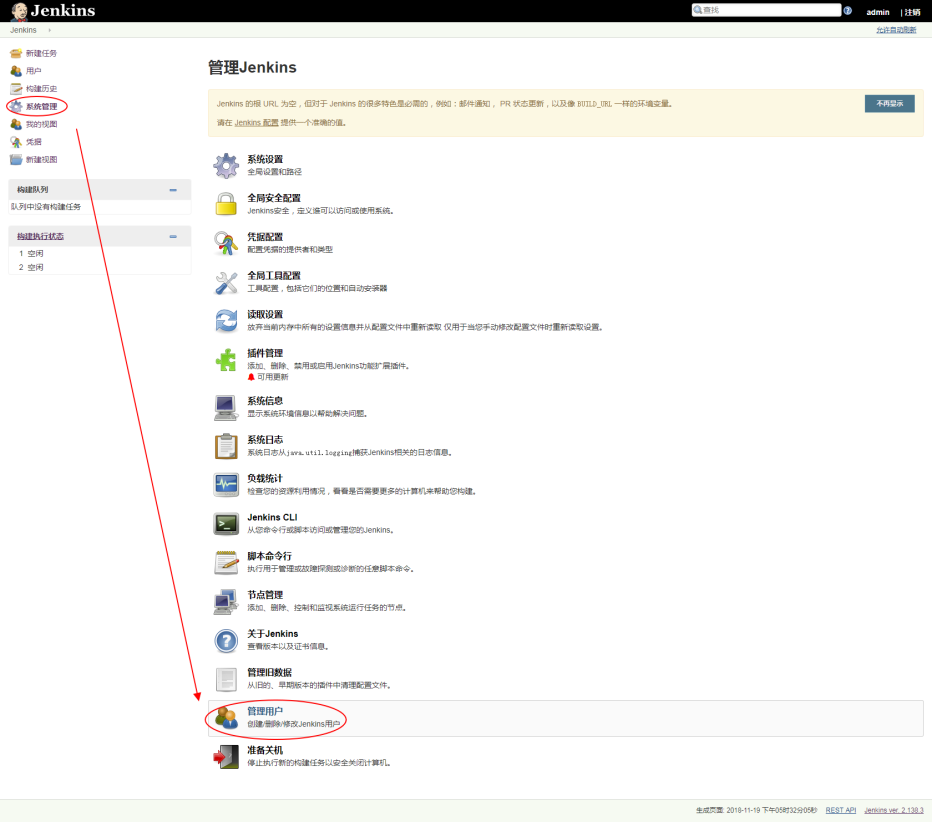 Jenkins
查找
admin
| 注销
Jenkins
允许自动刷新
新建任务
用户
构建历史
系统管理
我的视图
凭据
新建视图
构建队列
队列中没有构建任务
构建执行状态
1 空闲
2 空闲
管理Jenkins
Jenkins 的根 URL 为空，但对于 Jenkins 的很多特色是必需的，例如：邮件通知， PR 状态更新，以及像 BUILD_URL 一样的环境变量。
请在 Jenkins 配置 提供一个准确的值。
不再显示
系统设置
全局设置和路径
全局安全配置
Jenkins安全，定义谁可以访问或使用系统。
凭据配置
配置凭据的提供者和类型
全局工具配置
工具配置，包括它们的位置和自动安装器
读取设置
放弃当前内存中所有的设置信息并从配置文件中重新读取 仅用于当您手动修改配置文件时重新读取设置。
插件管理
添加、删除、禁用或启用Jenkins功能扩展插件。
可用更新
系统信息
显示系统环境信息以帮助解决问题。
系统日志
系统日志从java.util.logging捕获Jenkins相关的日志信息。
负载统计
检查您的资源利用情况，看看是否需要更多的计算机来帮助您构建。
Jenkins CLI
从您命令行或脚本访问或管理您的Jenkins。
脚本命令行
执行用于管理或故障探测或诊断的任意脚本命令。
节点管理
添加、删除、控制和监视系统运行任务的节点。
关于Jenkins
查看版本以及证书信息。
管理旧数据
从旧的、早期版本的插件中清理配置文件。
管理用户
创建/删除/修改Jenkins用户
准备关机
停止执行新的构建任务以安全关闭计算机。
生成页面: 2018-11-19 下午05时32分05秒 REST API Jenkins ver. 2.138.3